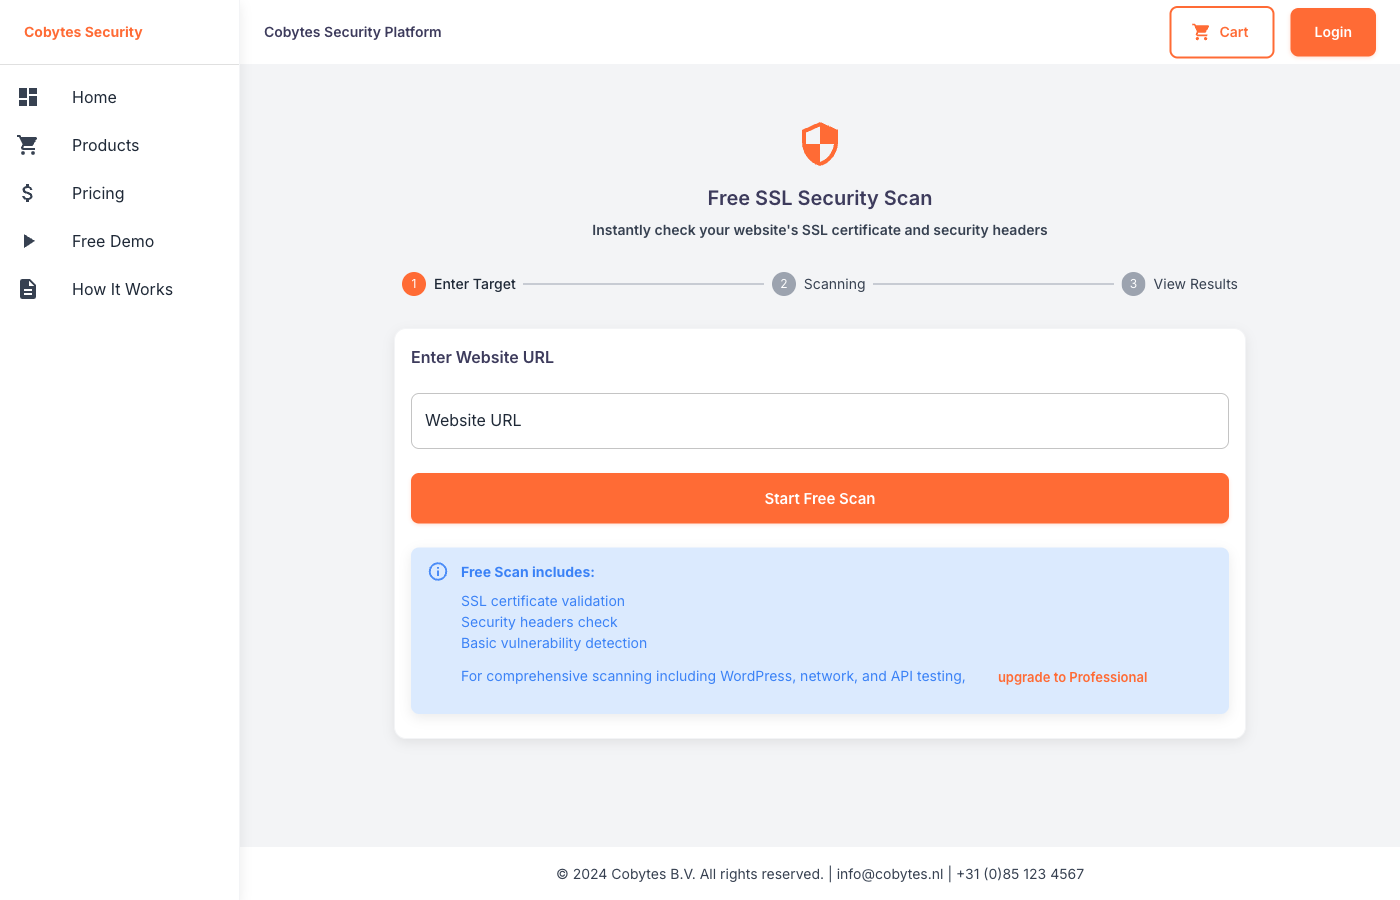 Cobytes Security
Cobytes Security Platform
Cart
Login
Home
Products
Pricing
Free Demo
How It Works
Free SSL Security Scan
Instantly check your website's SSL certificate and security headers
1 Enter Target
2 Scanning
3 View Results
Enter Website URL
Website URL
Start Free Scan
Free Scan includes:
SSL certificate validation
Security headers check
Basic vulnerability detection
For comprehensive scanning including WordPress, network, and API testing, upgrade to Professional
© 2024 Cobytes B.V. All rights reserved. | info@cobytes.nl | +31 (0)85 123 4567